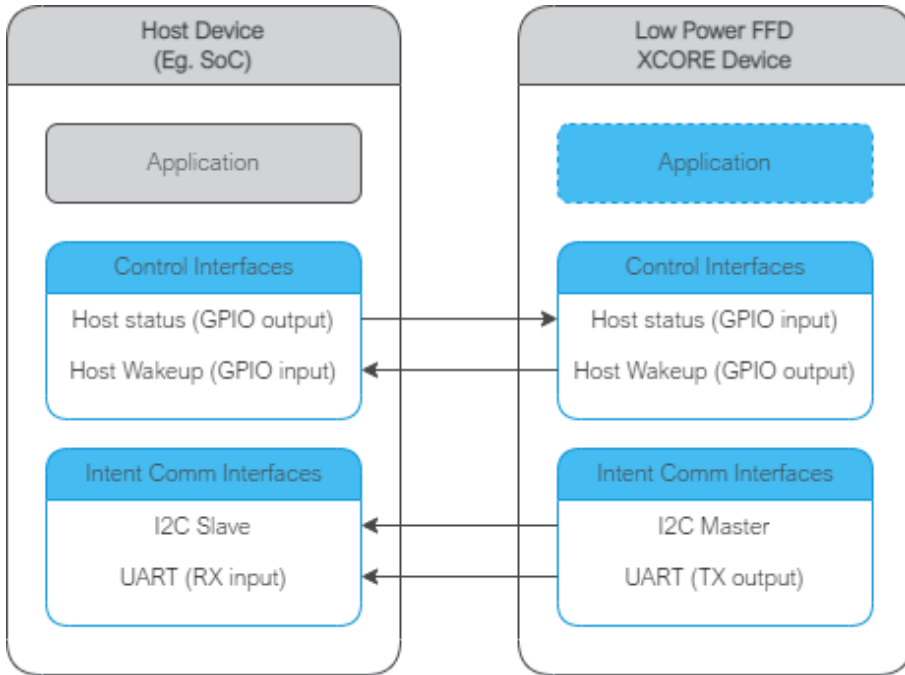 Host Device
(Eg. SoC)
Application
Control Interfaces
Host status (GPIO output)
Host Wakeup (GPIO input)
Intent Comm Interfaces
I2C Slave
UART (RX input)
Low Power FFD
XCORE Device
Application
Control Interfaces
Host status (GPIO input)
Host Wakeup (GPIO output)
Intent Comm Interfaces
I2C Master
UART (TX output)